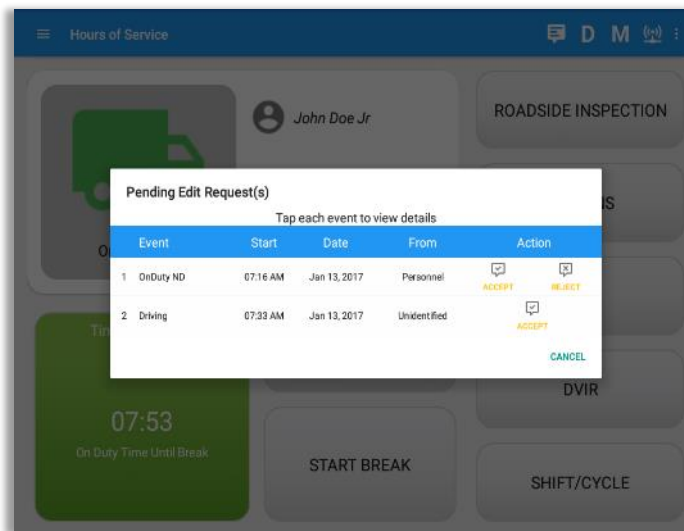 Hours of Service
D M
John Doe Jr
ROADSIDE INSPECTION
Pending Edit Request(s)
Tap each event to view details
Event Start Date From Action
1 OnDuty ND 07:16 AM Jan 13, 2017 Personnel ACCEPT REJECT
2 Driving 07:33 AM Jan 13, 2017 Unidentified ACCEPT
CANCEL
DVIR
07:53
On Duty Time Until Break
START BREAK
SHIFT/CYCLE